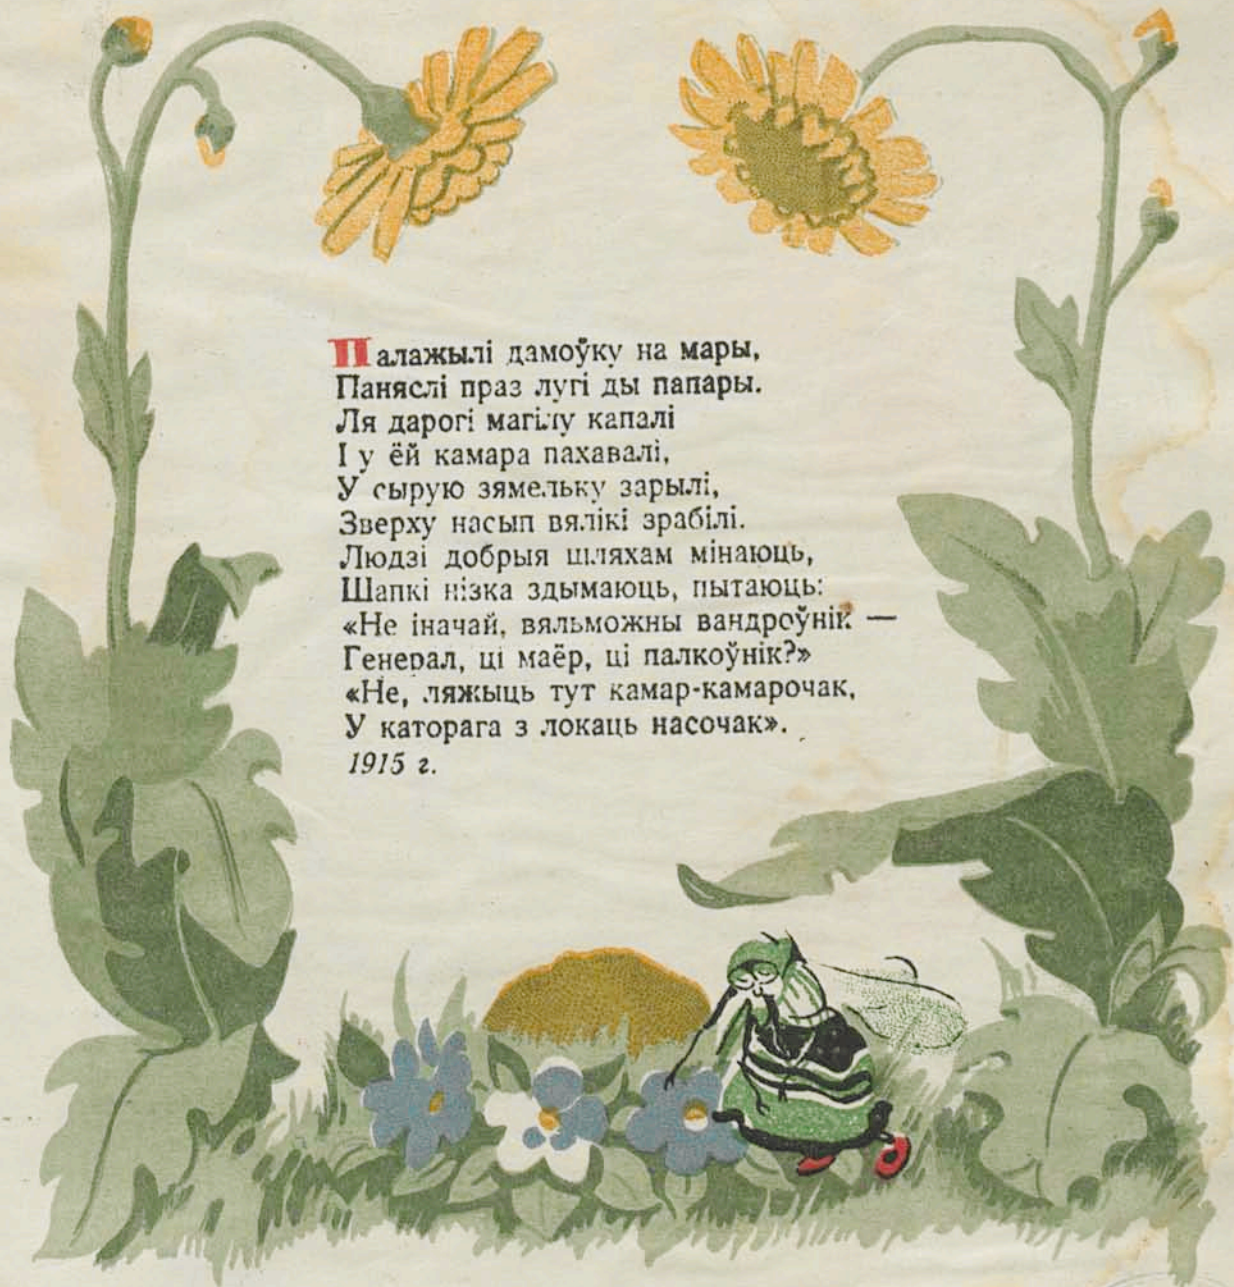 Палажылі дамоўку на мары,
Паняслі праз лугі ды папары.
Ля дарогі магілу капалі
І у ёй камара пахавалі,
У сырую зямельку зарылі,
Зверху насып вялікі зрабілі.
Людзі добрыя шляхам мінаюць,
Шапкі нізка здымаюць, пытаюць:
«Не іначай, вяльможны вандроўнік —
Генерал, ці маёр, ці палкоўнік?»
«Не, ляжыць тут камар-камарочак,
У каторага з локаць насочак».
1915 г.